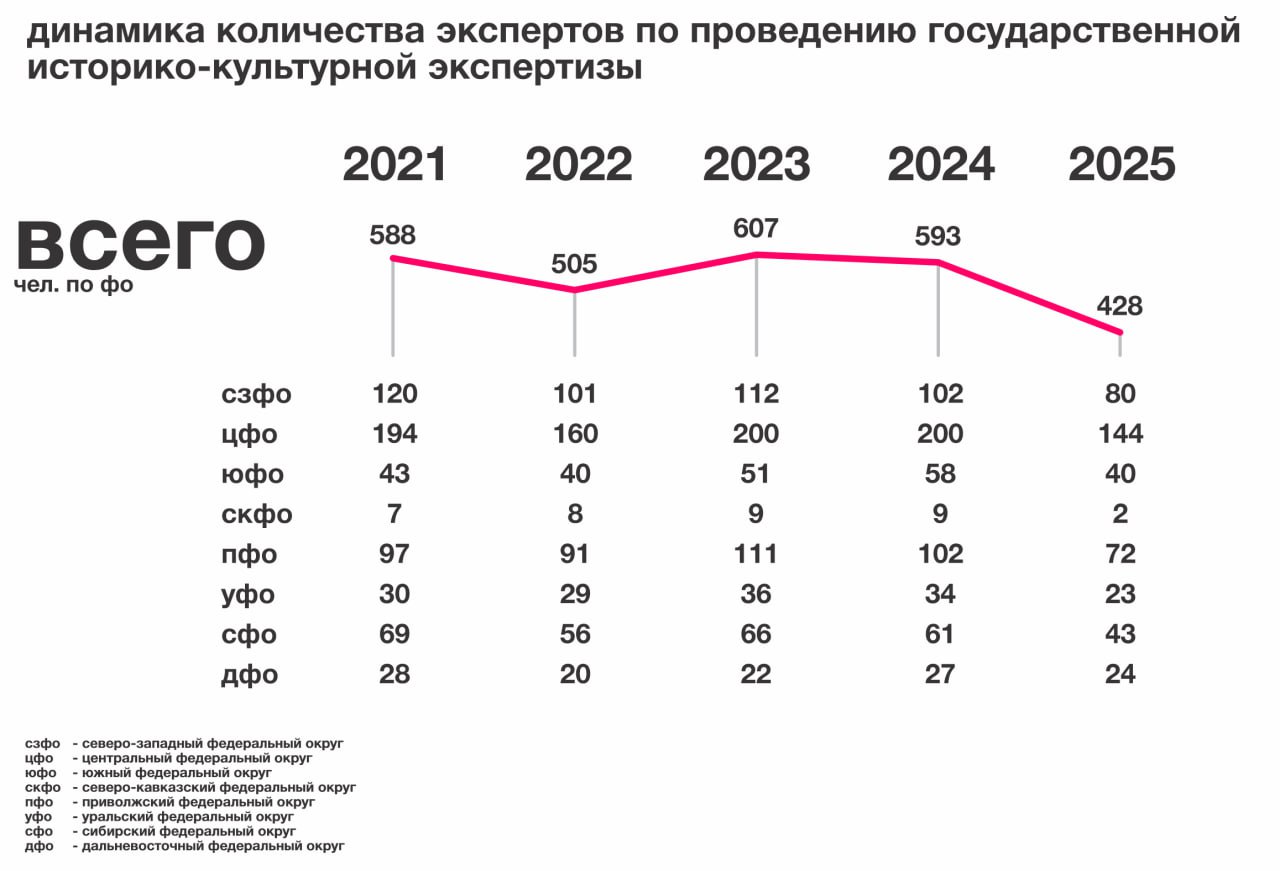 динамика количества экспертов по проведению государственной
историко-культурной экспертизы
2021 2022 2023 2024 2025
всего
чел. по фо
588 505 607 593 428
сзфо 120 101 112 102 80
цфо 194 160 200 200 144
юфо 43 40 51 58 40
скфо 7 8 9 9 2
пфо 97 91 111 102 72
уфо 30 29 36 34 23
сфо 69 56 66 61 43
дфо 28 20 22 27 24
сзфо - северо-западный федеральный округ
цфо - центральный федеральный округ
юфо - южный федеральный округ
скфо - северо-кавказский федеральный округ
пфо - приволжский федеральный округ
уфо - уральский федеральный округ
сфо - сибирский федеральный округ
дфо - дальневосточный федеральный округ